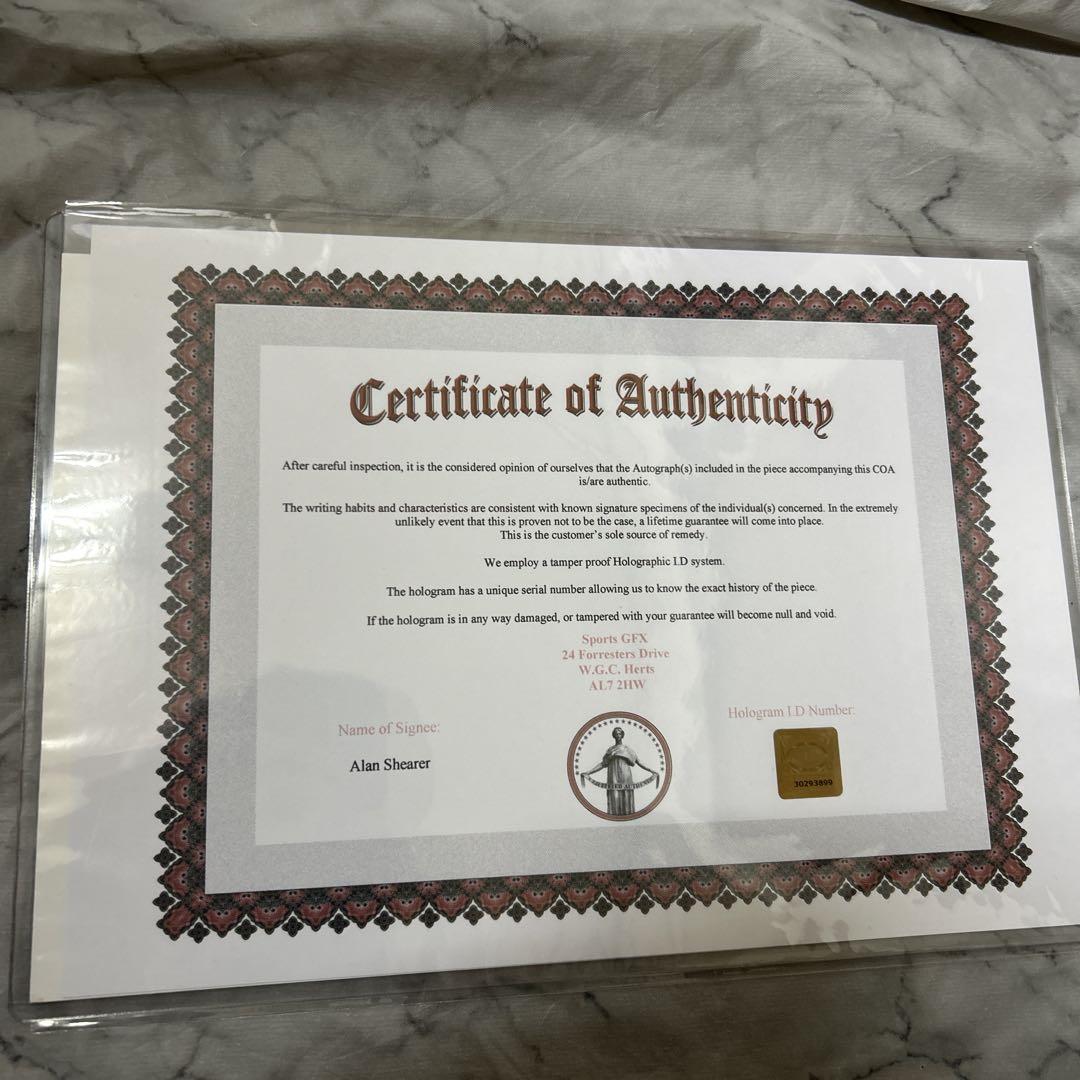 Certificate of Authenticity
After careful inspection, it is the considered opinion of ourselves that the Autograph(s) included in the piece accompanying this COA
is/are authentic.
The writing habits and characteristics are consistent with known signature specimens of the individual(s) concerned. In the extremely
unlikely event that this is proven not to be the case, a lifetime guarantee will come into place.
This is the customer's sole source of remedy.
We employ a tamper proof Holographic I.D system.
The hologram has a unique serial number allowing us to know the exact history of the piece.
If the hologram is in any way damaged, or tampered with your guarantee will become null and void.
Sports GFX
24 Forresters Drive
W.G.C, Herts
AL7 2HW
Name of Signee:
Hologram I.D Number:
Alan Shearer
30293899